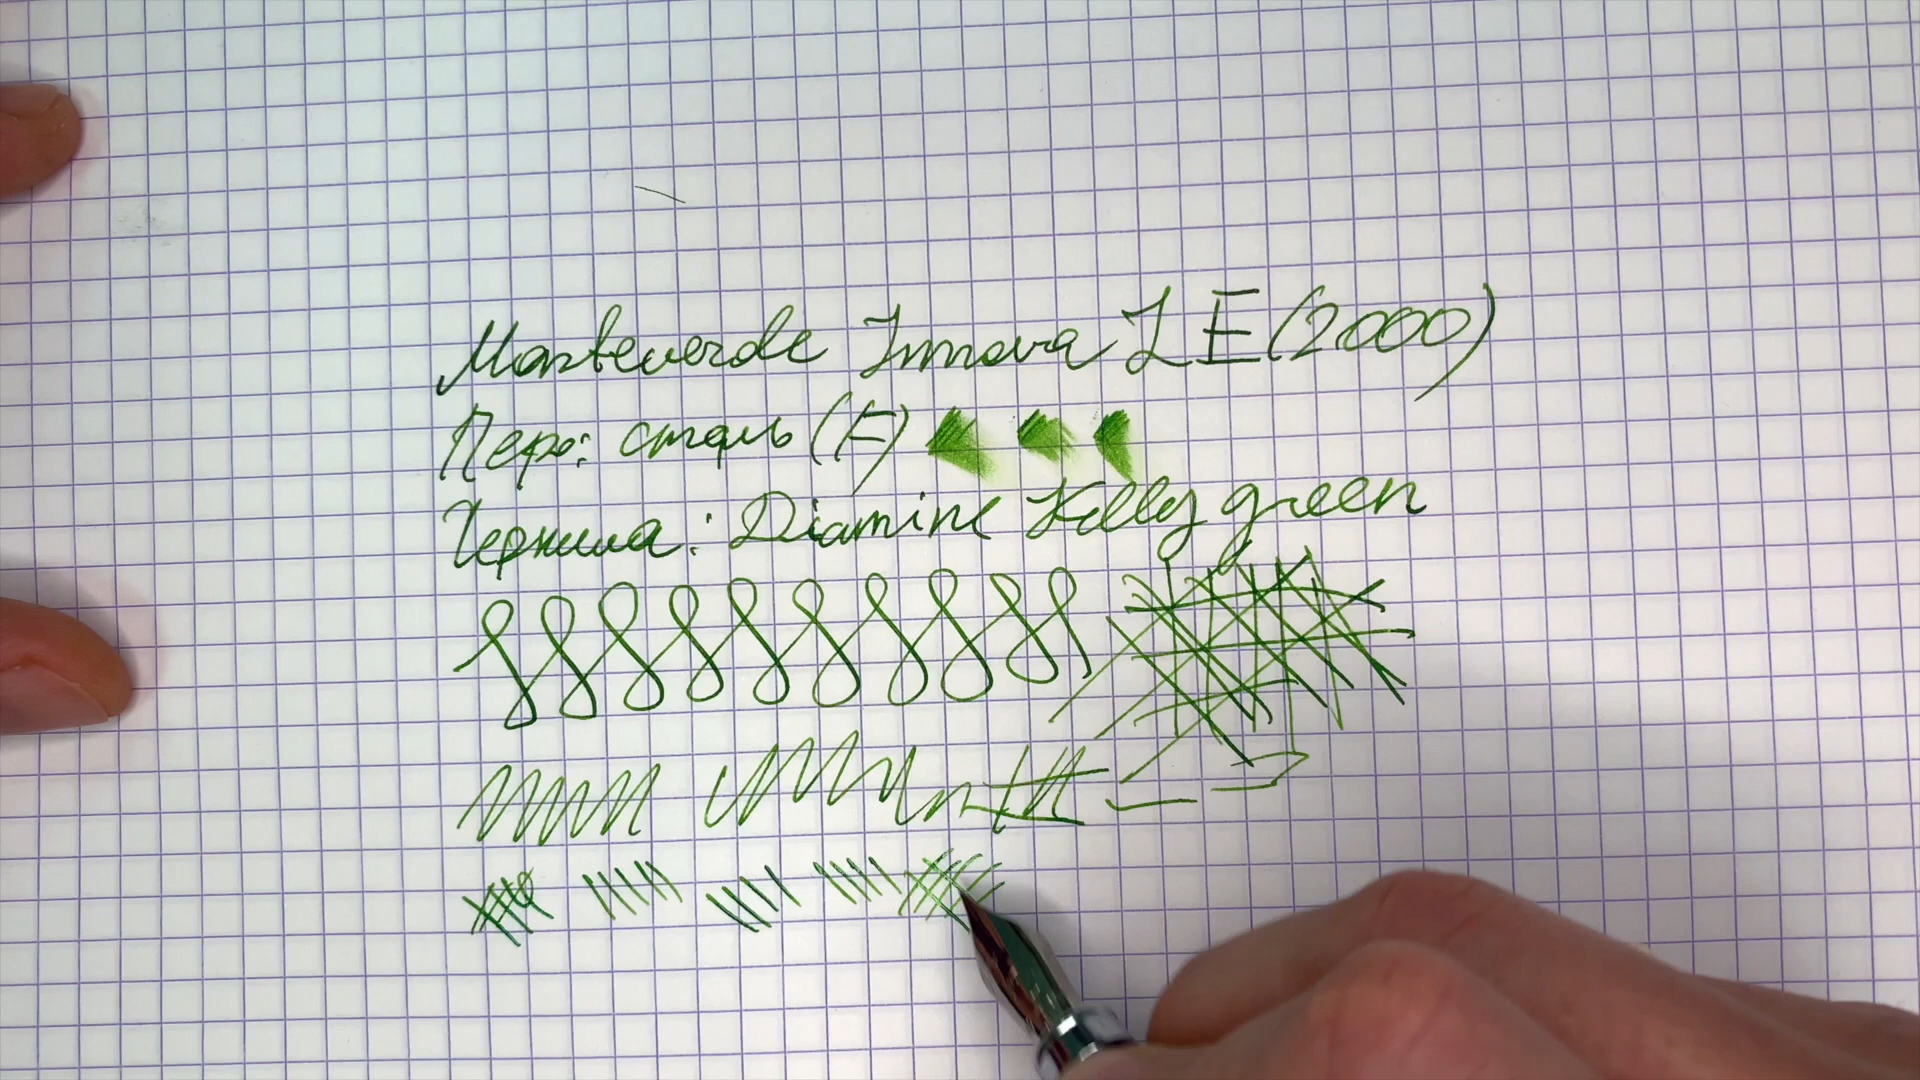 Monteverde Innova LE (2000)
Перо: сталь (F)
Чернила: Diamine Kelly green